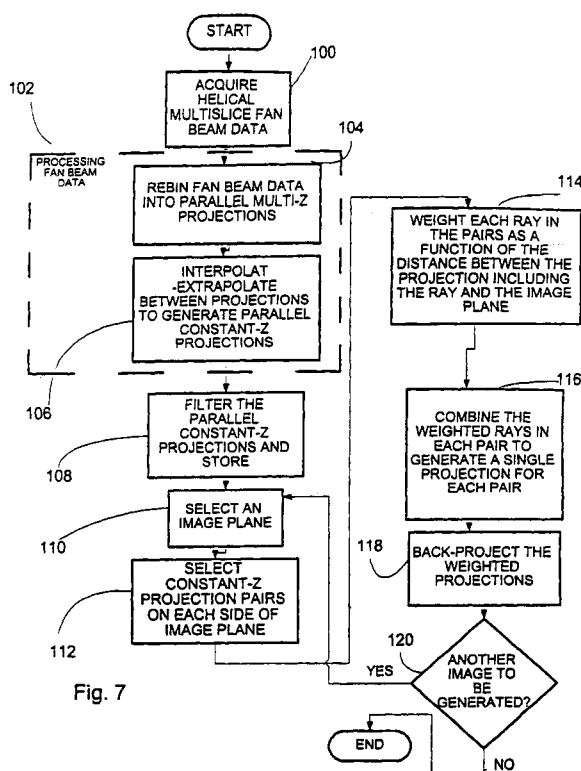 START
100
ACQUIRE
HELICAL
MULTISLICE FAN
BEAM DATA
102
PROCESSING
FAN BEAM
DATA
104
REBIN FAN BEAM DATA
INTO PARALLEL MULTI-Z
PROJECTIONS
INTERPOLAT
-EXTRAPOLATE
BETWEEN PROJECTIONS
TO GENERATE PARALLEL
CONSTANT-Z
PROJECTIONS
106
FILTER THE
PARALLEL
CONSTANT-Z
PROJECTIONS AND
STORE
108
SELECT AN
IMAGE PLANE
110
SELECT
CONSTANT-Z
PROJECTION PAIRS
ON EACH SIDE OF
IMAGE PLANE
112
114
WEIGHT EACH RAY IN
THE PAIRS AS A
FUNCTION OF THE
DISTANCE BETWEEN THE
PROJECTION INCLUDING
THE RAY AND THE IMAGE
PLANE
116
COMBINE THE
WEIGHTED RAYS IN
EACH PAIR TO
GENERATE A SINGLE
PROJECTION FOR
EACH PAIR
118
BACK-PROJECT THE
WEIGHTED
PROJECTIONS
120
ANOTHER
IMAGE TO
BE
GENERATED?
YES
NO
END
Fig. 7